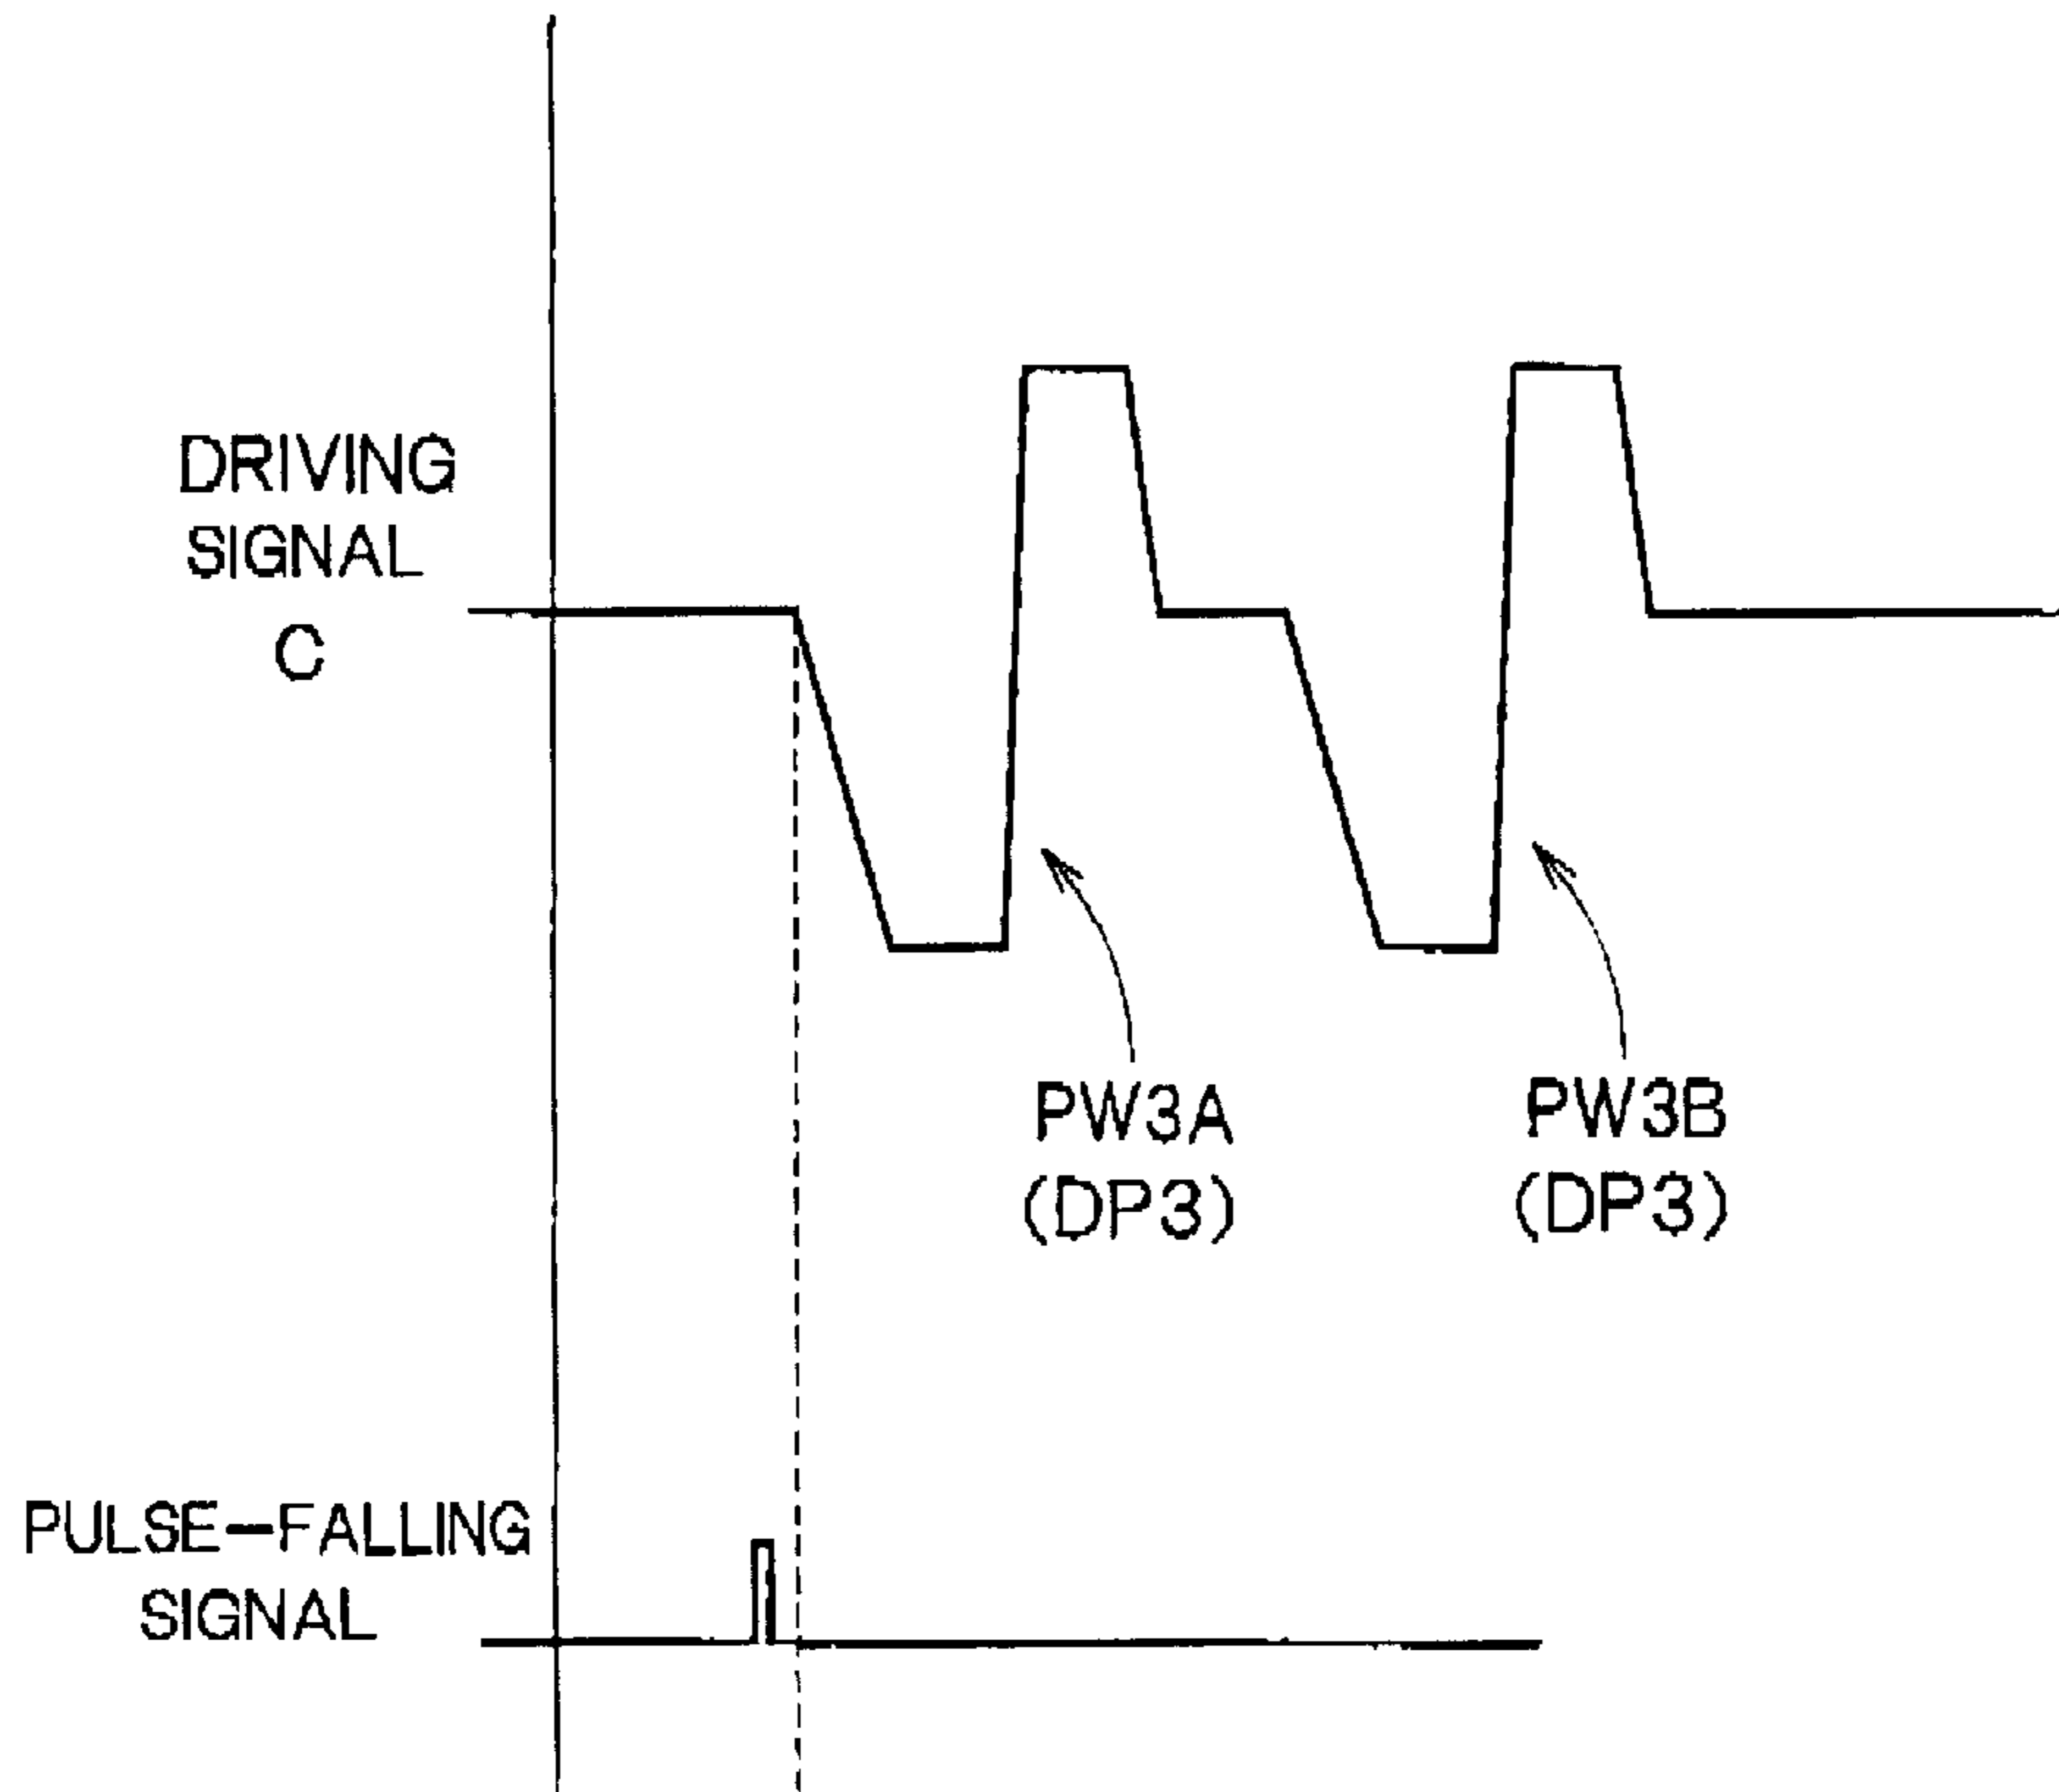 DRIVING
SIGNAL
C
PW3A
(DP3)
PW3B
(DP3)
PULSE-FALLING
SIGNAL